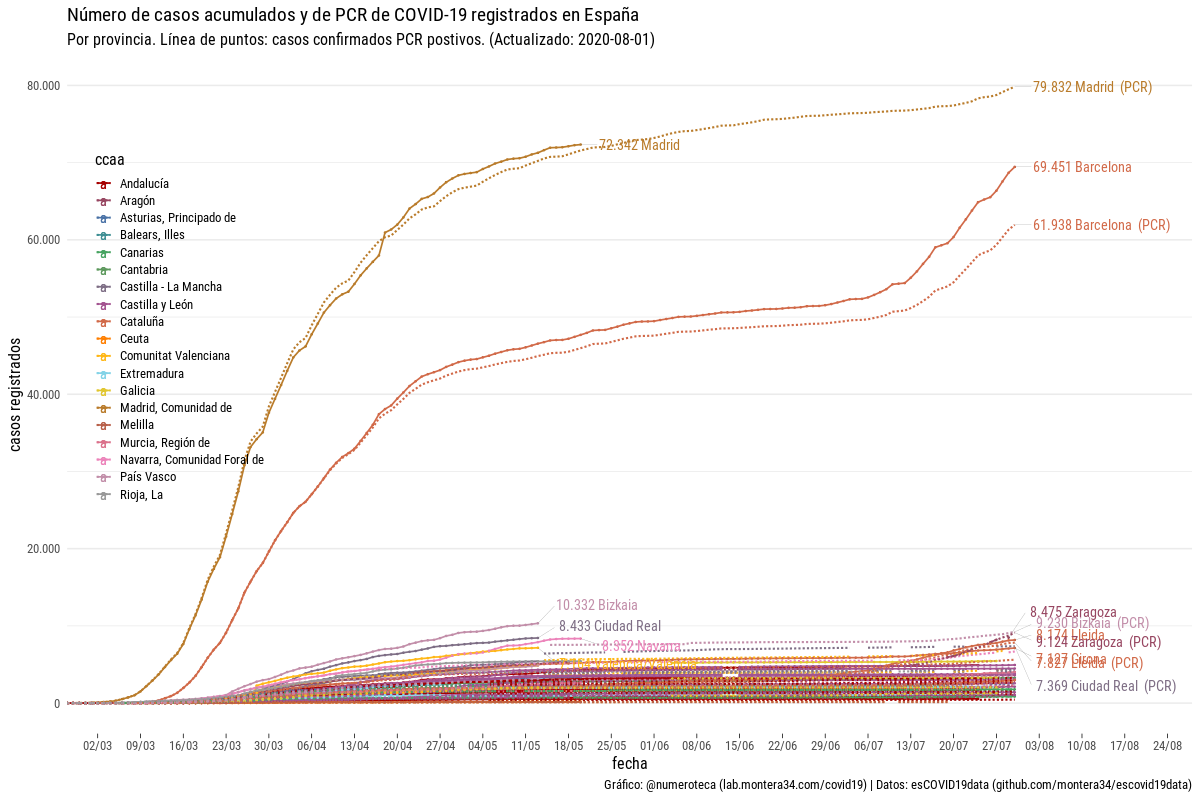 Número de casos acumulados y de PCR de COVID-19 registrados en España
Por provincia. Línea de puntos: casos confirmados PCR postivos. (Actualizado: 2020-08-01)
80.000
60.000
40.000
20.000
0
casos registrados
ccaa
Andalucía
Aragón
Asturias, Principado de
Balears, Illes
Canarias
Cantabria
Castilla - La Mancha
Castilla y León
Cataluña
Ceuta
Comunitat Valenciana
Extremadura
Galicia
Madrid, Comunidad de
Melilla
Murcia, Región de
Navarra, Comunidad Foral de
País Vasco
Rioja, La
79.832 Madrid (PCR)
72.342 Madrid
69.451 Barcelona
61.938 Barcelona (PCR)
10.332 Bizkaia
8.433 Ciudad Real
Navarra
8.475 Zaragoza
9.230 Bizkaia (PCR)
8.174 Lleida
9.124 Zaragoza (PCR)
Girona
Lleida (PCR)
7.369 Ciudad Real (PCR)
02/03 09/03 16/03 23/03 30/03 06/04 13/04 20/04 27/04 04/05 11/05 18/05 25/05 01/06 08/06 15/06 22/06 29/06 06/07 13/07 20/07 27/07 03/08 10/08 17/08 24/08
fecha
Gráfico: @numeroteca (lab.montera34.com/covid19) | Datos: esCOVID19data (github.com/montera34/escovid19data)